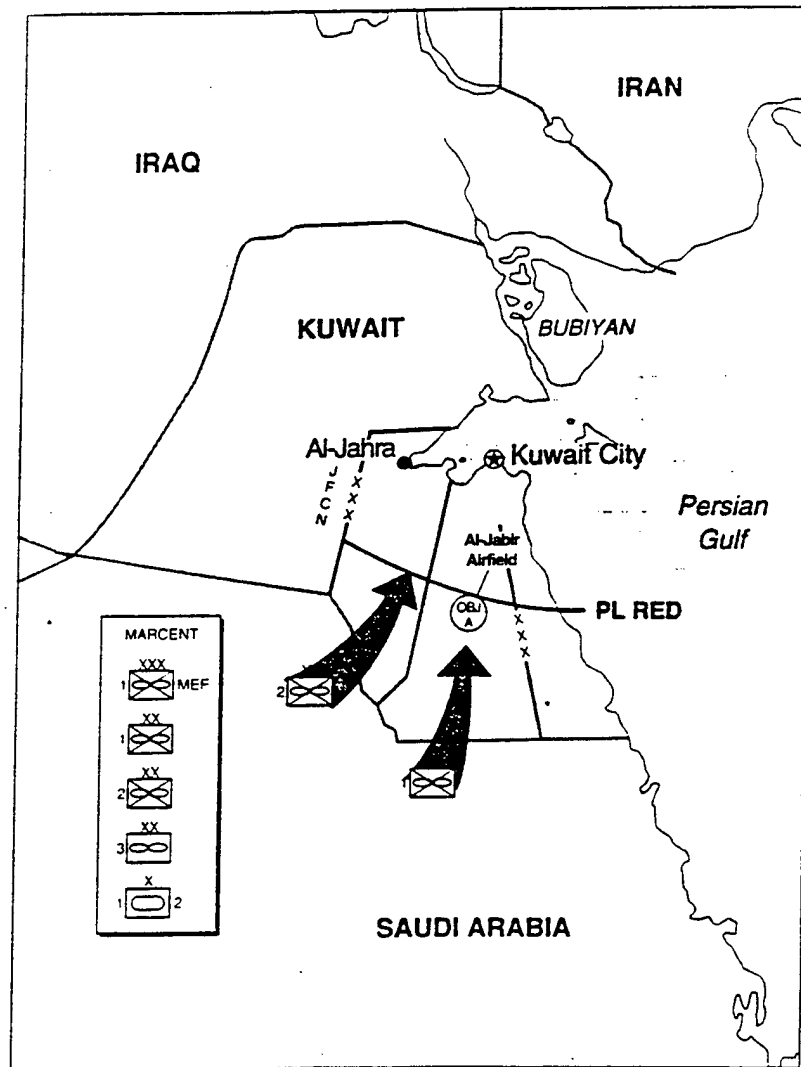 IRAN
IRAQ
KUWAIT
BUBIYAN
Al-Jahra
Kuwait City
JFCN
XXX
Persian
Gulf
Al-Jabir
Airfield
OBJ
A
XXX
PL RED
MARCENT
XXX
1 MEF
XX
1
XX
2
XX
3
X
1 2
2
1
SAUDI ARABIA